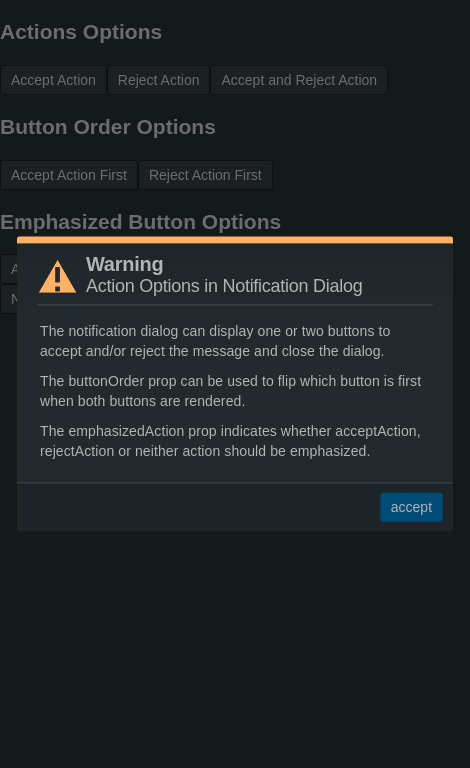 Actions Options
Accept Action Reject Action Accept and Reject Action
Button Order Options
Accept Action First Reject Action First
Emphasized Button Options
Warning
Action Options in Notification Dialog
The notification dialog can display one or two buttons to
accept and/or reject the message and close the dialog.
The buttonOrder prop can be used to flip which button is first
when both buttons are rendered.
The emphasizedAction prop indicates whether acceptAction,
rejectAction or neither action should be emphasized.
accept